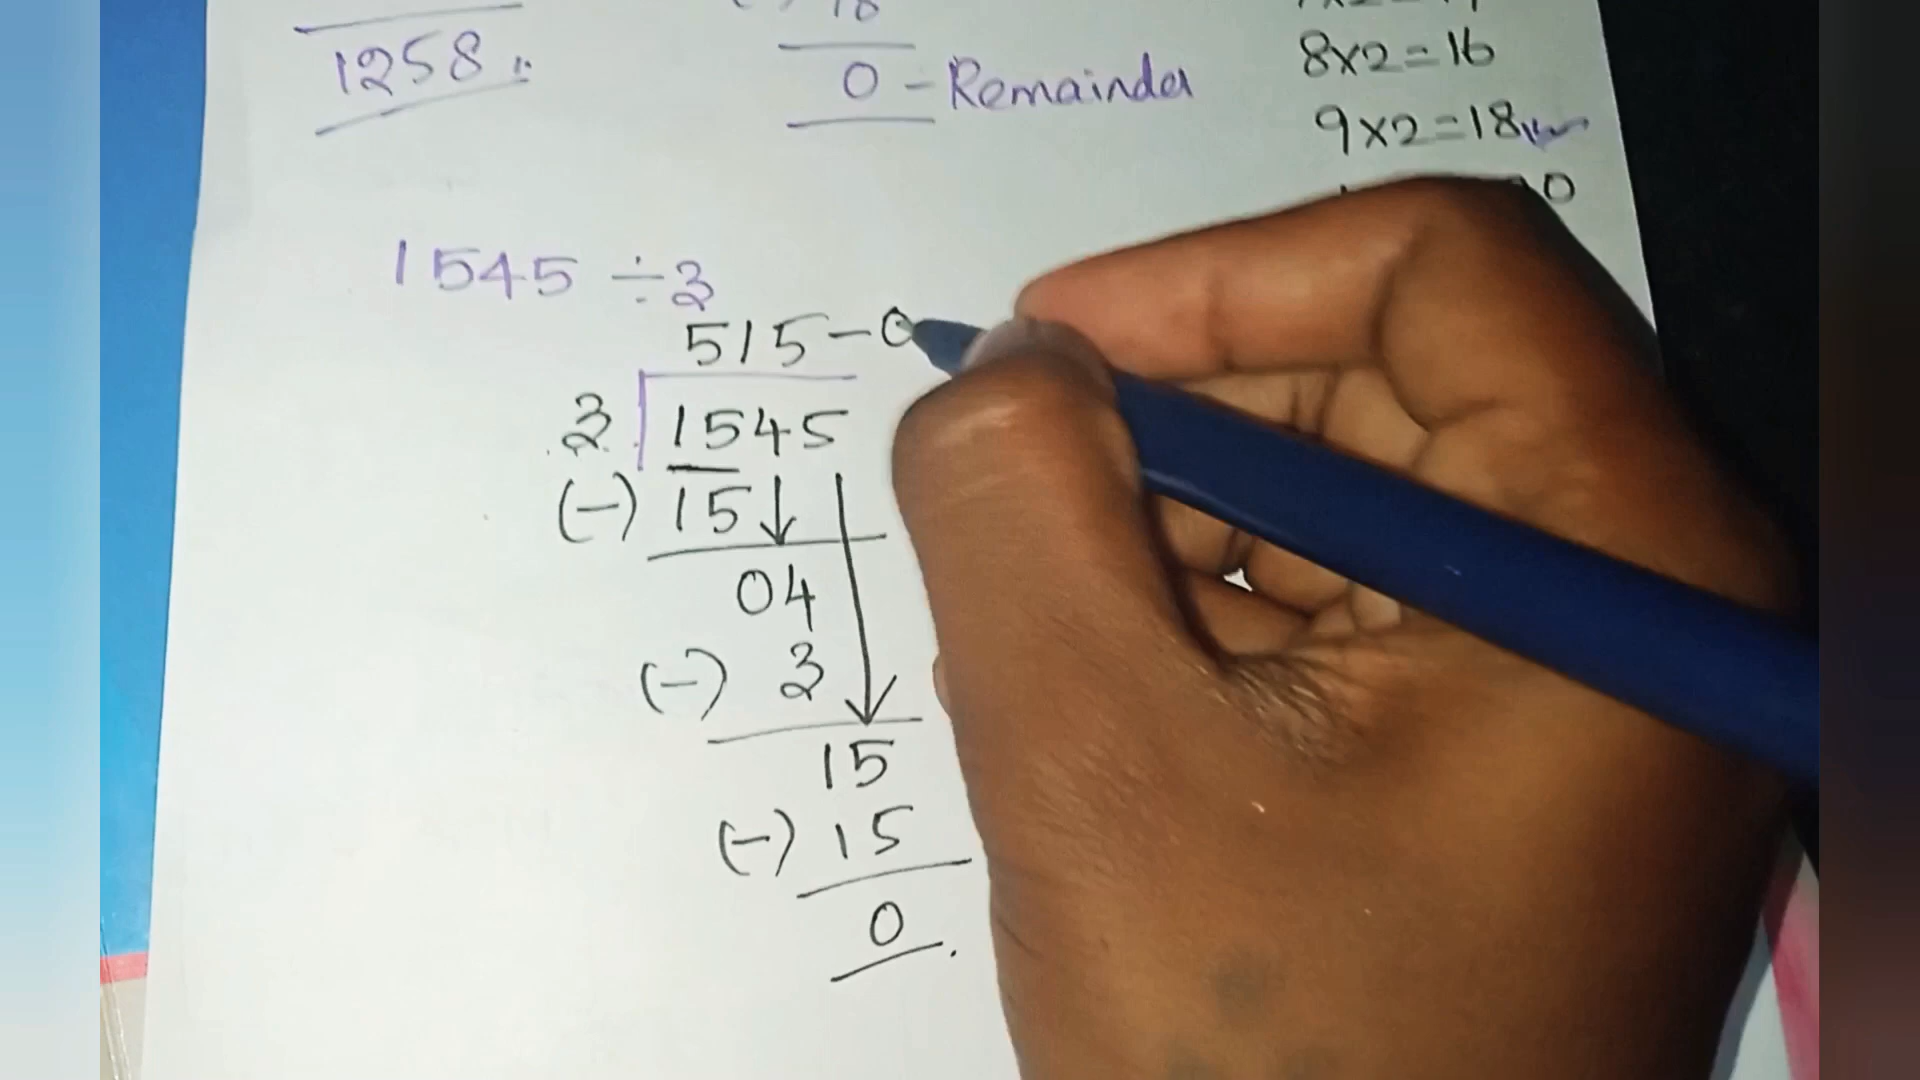 18
1258
0 - Remainder
8x2=16
9x2=18
1545 ÷ 3
515 - 0
3 1545
(-) 15
04
(-) 3
15
(-) 15
0